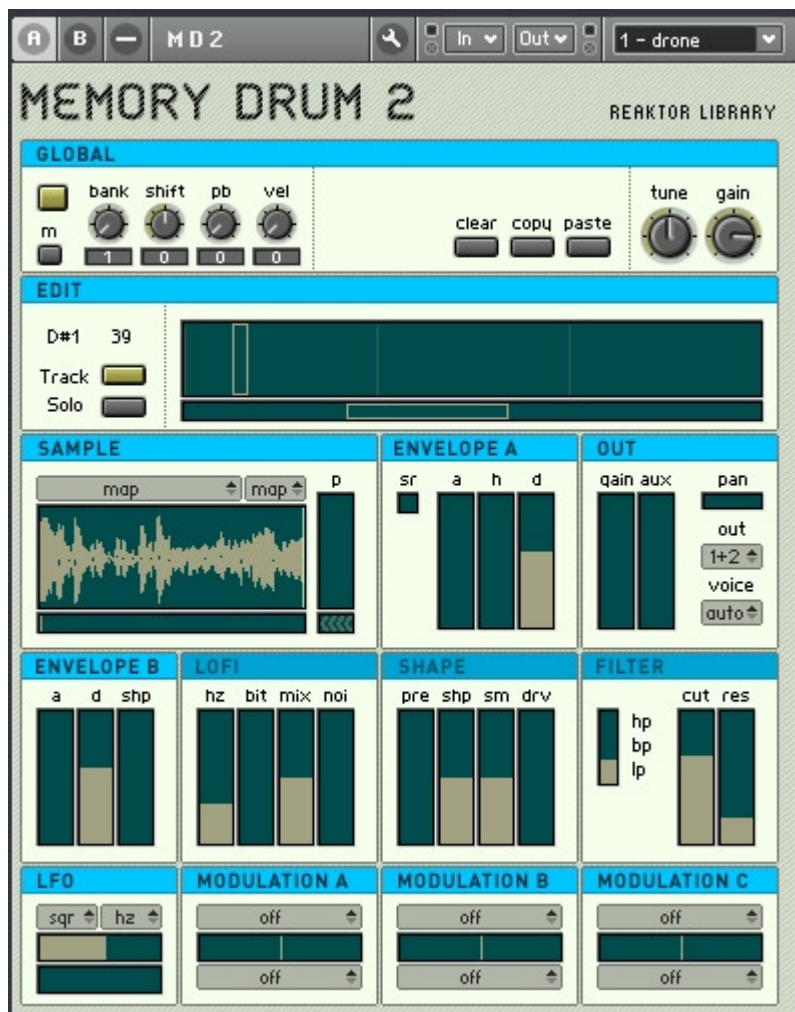 A B MD2 In Out 1 - drone
MEMORY DRUM 2
REAKTOR LIBRARY
GLOBAL
bank shift pb vel tune gain
m clear copy paste
1 0 0 0
EDIT
D#1 39
Track
Solo
SAMPLE ENVELOPE A OUT
map map p sr a h d gain aux pan
out
1+2
voice
auto
ENVELOPE B LOFI SHAPE FILTER
a d shp hz bit mix noi pre shp sm drv cut res
hp
bp
lp
LFO MODULATION A MODULATION B MODULATION C
sqr hz off off off
off off off